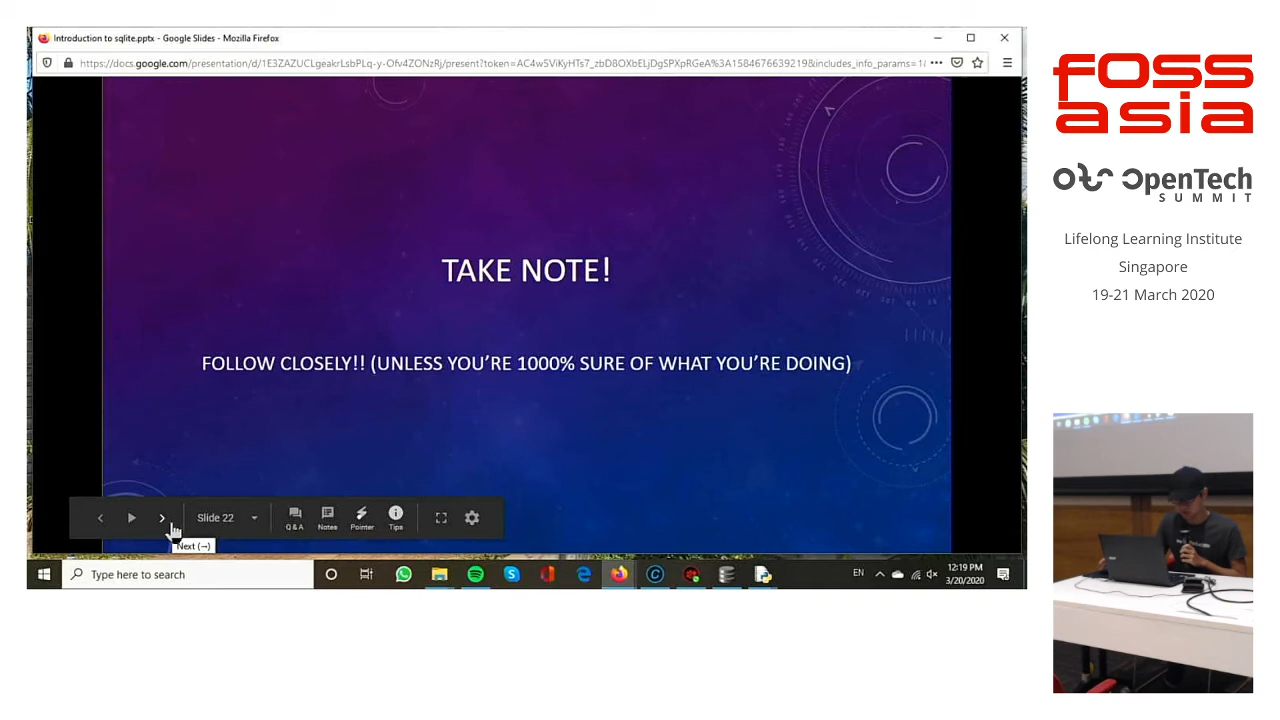 Introduction to sqlite.pptx - Google Slides - Mozilla Firefox
TAKE NOTE!
FOLLOW CLOSELY!! (UNLESS YOU'RE 1000% SURE OF WHAT YOU'RE DOING)
Slide 22
Q & A
Notes
Pointer
Tips
Next (→)
Type here to search
EN
12:19 PM
3/20/2020
FOSS
asia
OpenTech
SUMMIT
Lifelong Learning Institute
Singapore
19-21 March 2020